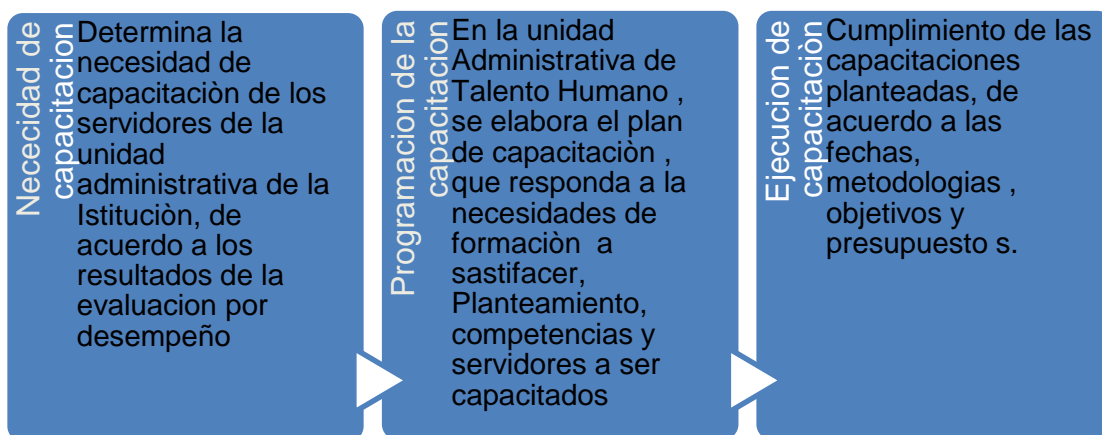 Nececidad de
capacitacion
Determina la
necesidad de
capacitaciòn de los
servidores de la
unidad
administrativa de la
Istituciòn, de
acuerdo a los
resultados de la
evaluacion por
desempeño
Programacion de la
capacitacion
En la unidad
Administrativa de
Talento Humano ,
se elabora el plan
de capacitaciòn ,
que responda a la
necesidades de
formaciòn a
sastifacer,
Planteamiento,
competencias y
servidores a ser
capacitados
Ejecucion de
capacitaciòn
Cumplimiento de las
capacitaciones
planteadas, de
acuerdo a las
fechas,
metodologias ,
objetivos y
presupuesto s.